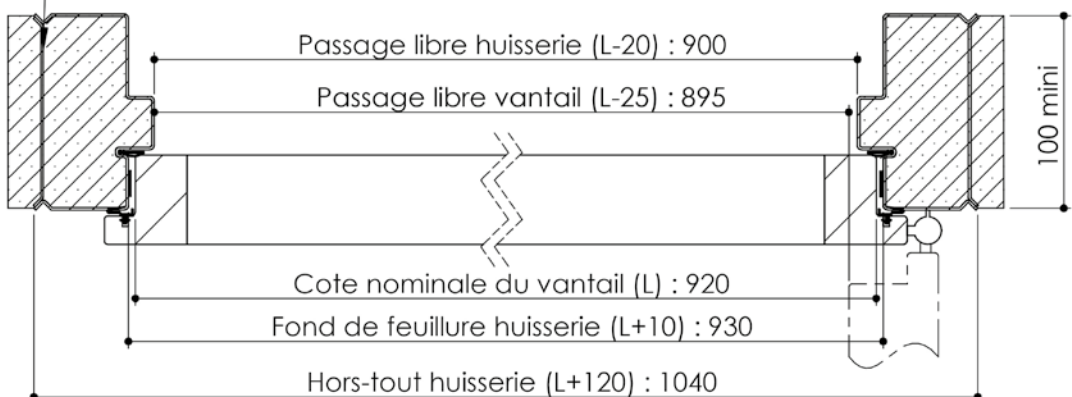 Passage libre huisserie (L-20) : 900
Passage libre vantail (L-25) : 895
100 mini
Cote nominale du vantail (L) : 920
Fond de feuillure huisserie (L+10) : 930
Hors-tout huisserie (L+120) : 1040